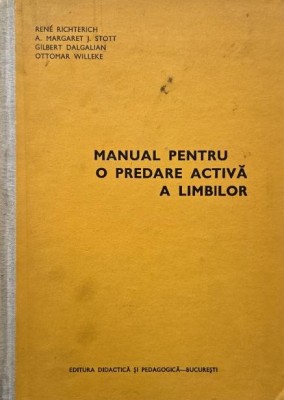 RENÉ RICHTERICH
A. MARGARET J. STOTT
GILBERT DALGALIAN
OTTOMAR WILLEKE
MANUAL PENTRU
O PREDARE ACTIVĂ
A LIMBILOR
EDITURA DIDACTICĂ ȘI PEDAGOGICĂ—BUCUREȘTI